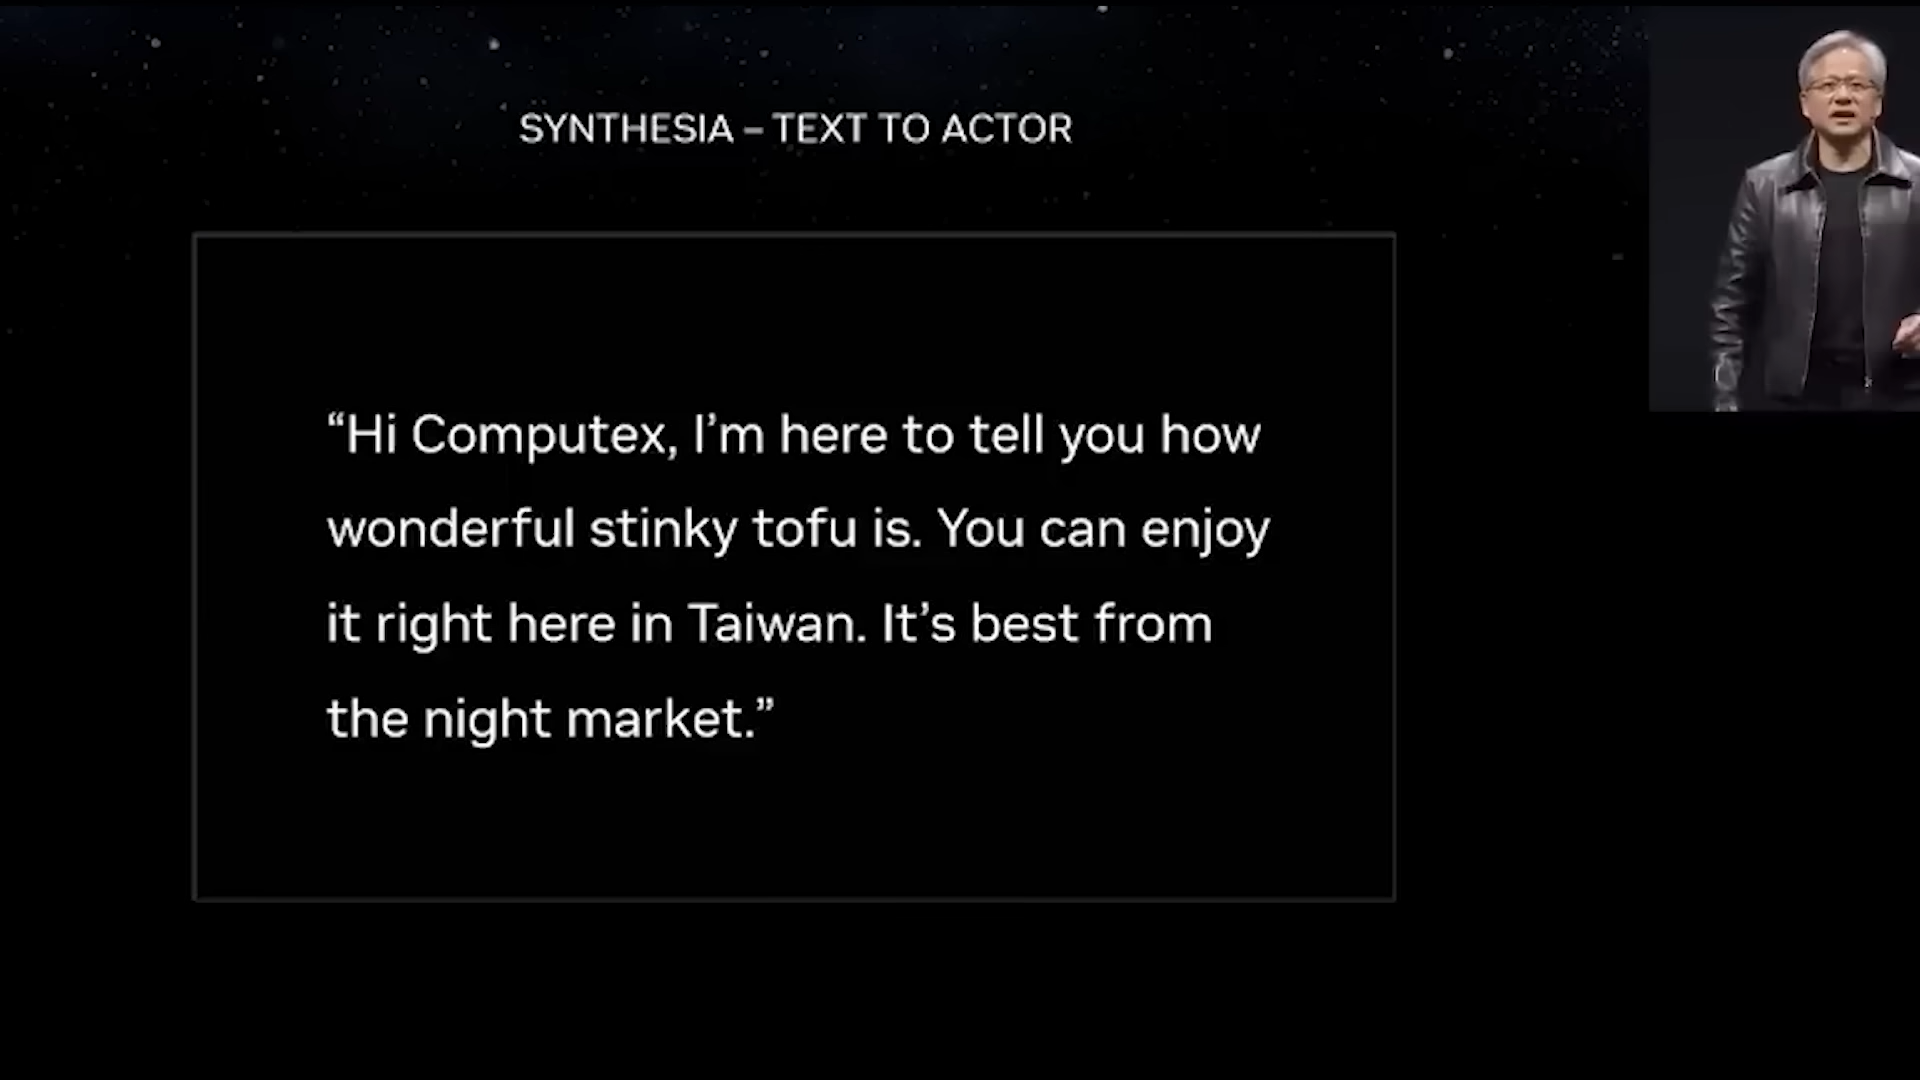 SYNTHESIA – TEXT TO ACTOR
“Hi Computex, I’m here to tell you how
wonderful stinky tofu is. You can enjoy
it right here in Taiwan. It’s best from
the night market.”